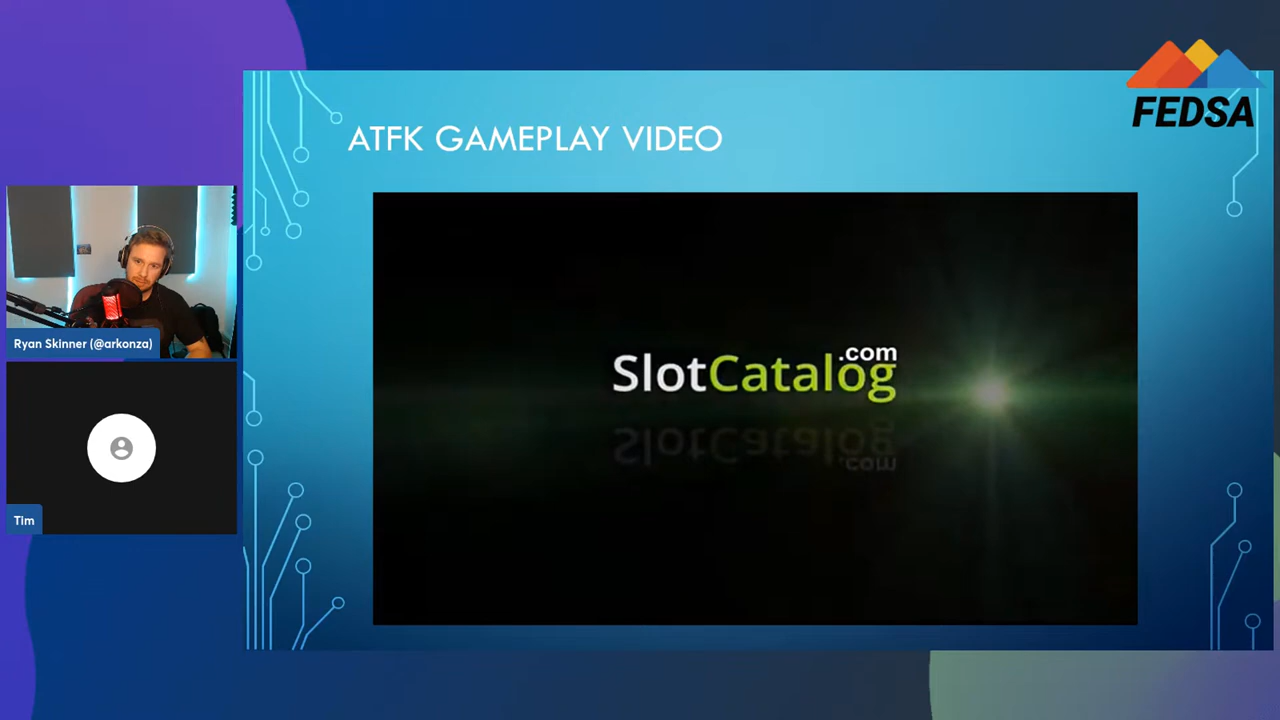 FEDSA
ATFK GAMEPLAY VIDEO
SlotCatalog.com
Ryan Skinner (@arkonza)
Tim